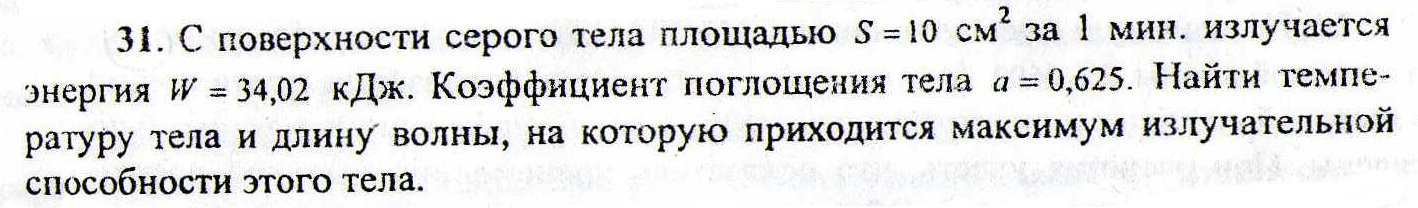 31. С поверхности серого тела площадью S = 10 см² за 1 мин. излучается
энергия W = 34,02 кДж. Коэффициент поглощения тела a = 0,625. Найти темпе-
ратуру тела и длину волны, на которую приходится максимум излучательной
способности этого тела.